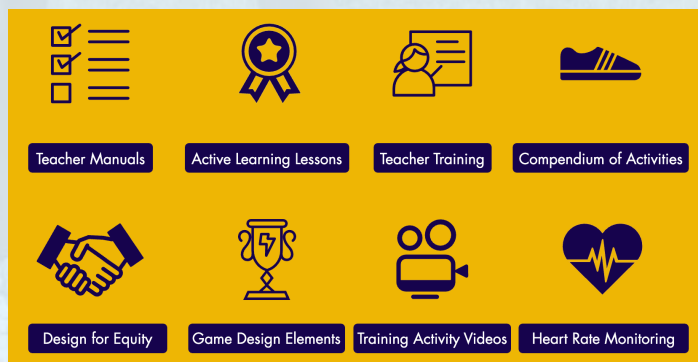 Teacher Manuals
Active Learning Lessons
Teacher Training
Compendium of Activities
Design for Equity
Game Design Elements
Training Activity Videos
Heart Rate Monitoring